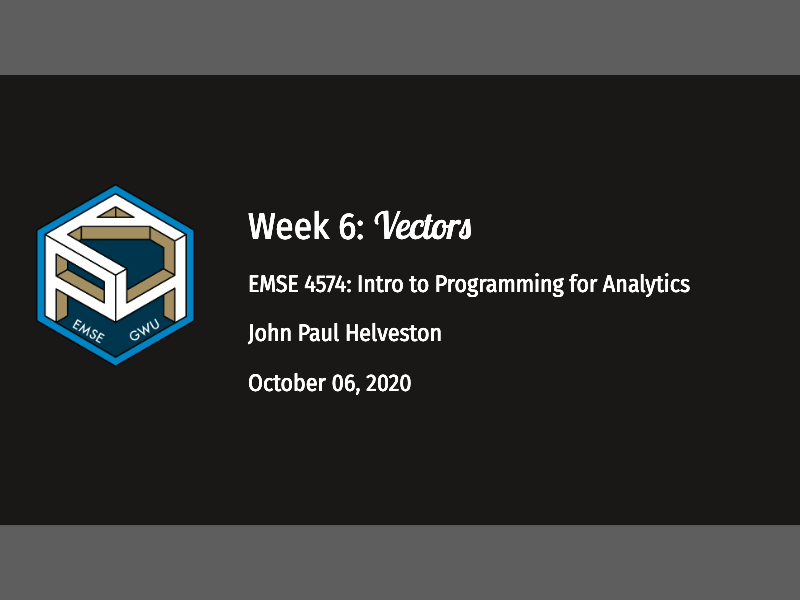 Week 6: Vectors
EMSE 4574: Intro to Programming for Analytics
John Paul Helveston
October 06, 2020
EMSE GWU